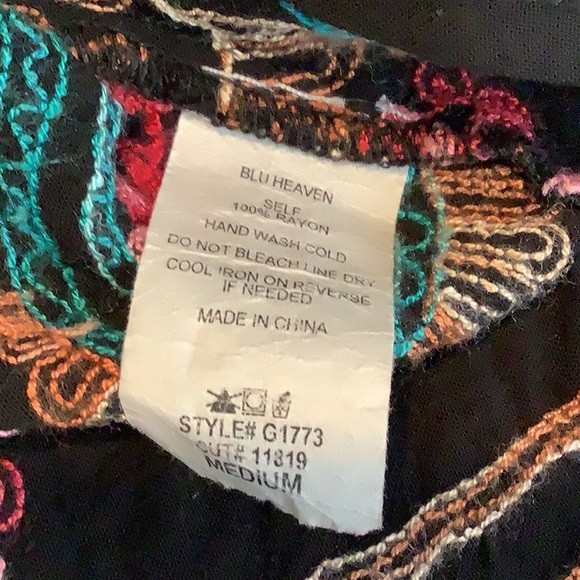 BLU HEAVEN
SELF
100% RAYON
HAND WASH COLD
DO NOT BLEACH LINE DRY
COOL IRON ON REVERSE
IF NEEDED
MADE IN CHINA
STYLE# G1773
CUT# 11819
MEDIUM